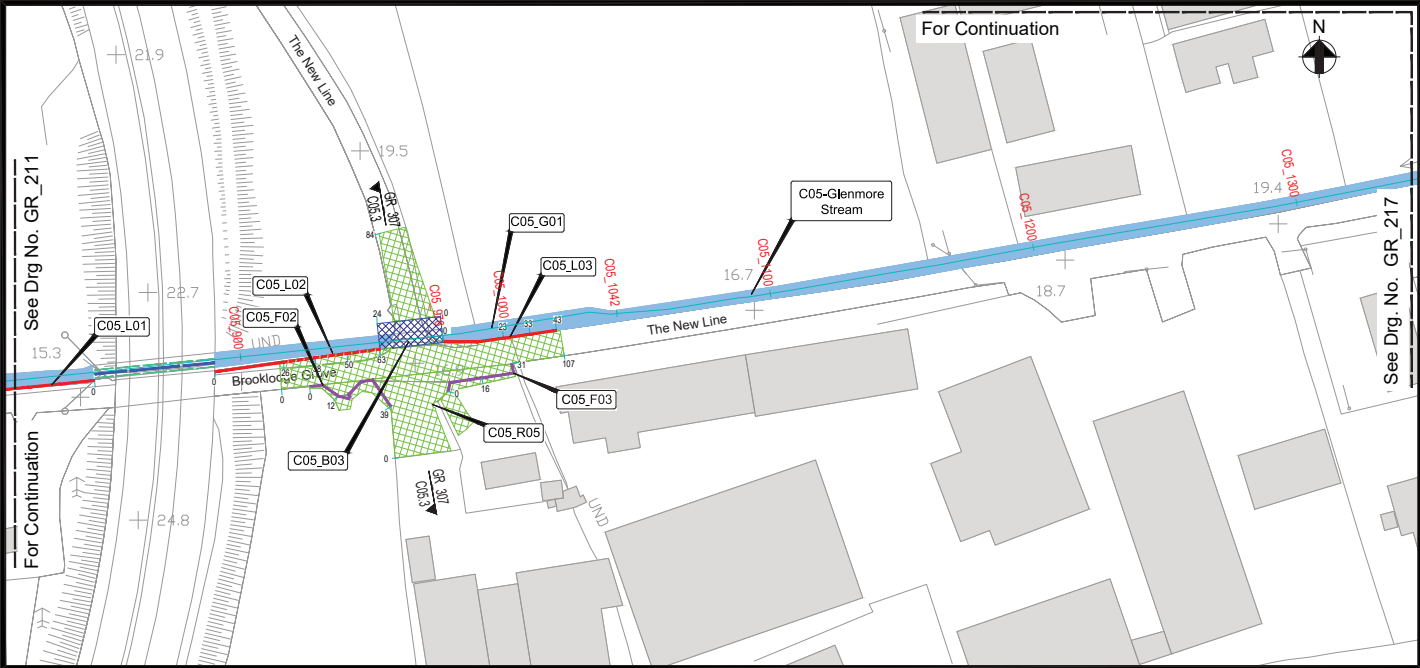 For Continuation
N
The New Line
21.9
19.5
See Drg No. GR_211
GR_307
C05.3
84
C05-Glenmore
Stream
C05_1300
19.4
C05_1200
See Drg. No. GR_217
C05_G01
C05_L03
C05_1100
16.7
C05_1042
C05_1000
18.7
22.7
C05_L02
C05_F02
C05_L01
C05_900
24
0
23
33
43
UND
The New Line
15.3
63
50
26
0
0
Brooklodge Grove
107
31
16
0
0
0
12
39
C05_F03
C05_R05
C05_B03
0
GR_307
C05.3
For Continuation
24.8
UND